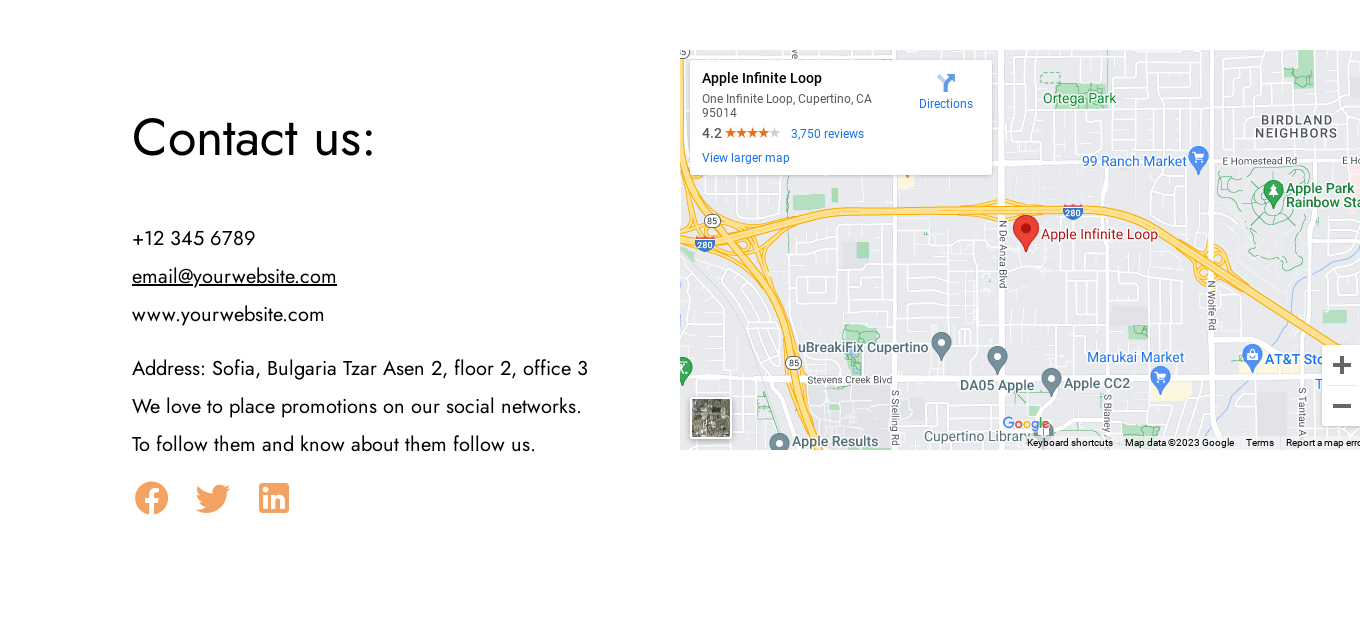 Contact us:
+12 345 6789
email@yourwebsite.com
www.yourwebsite.com
Address: Sofia, Bulgaria Tzar Asen 2, floor 2, office 3
We love to place promotions on our social networks.
To follow them and know about them follow us.
Apple Infinite Loop
One Infinite Loop, Cupertino, CA
95014
Directions
4.2
3,750 reviews
View larger map
Ortega Park
BIRDLAND
NEIGHBORS
99 Ranch Market
E Homestead Rd
Apple Park
Rainbow
85
280
280
Apple Infinite Loop
N De Anza Blvd
N Wolfe Rd
uBreakiFix Cupertino
Marukai Market
AT&T
85
Stevens Creek Blvd
DA05 Apple
Apple CC2
S Stelling Rd
S Blaney
S Tantau
Apple Results
Cupertino Library
Google
Keyboard shortcuts
Map data ©2023 Google
Terms
Report a map